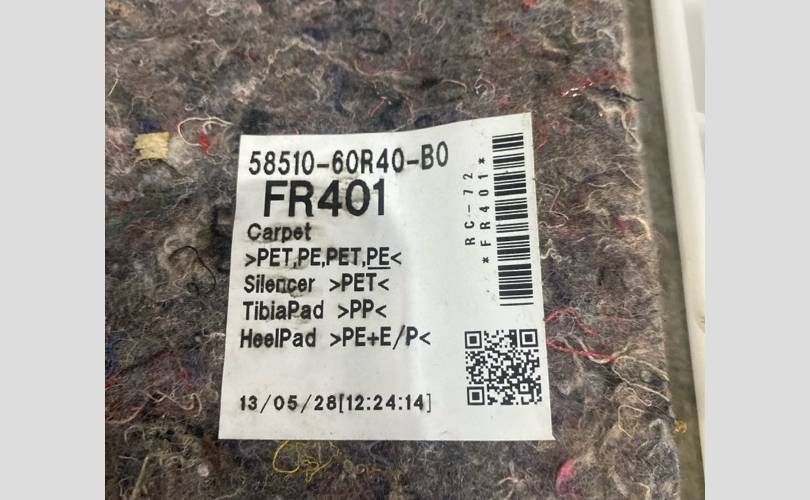 58510-60R40-B0
FR401
Carpet
>PET,PE,PET,PE<
Silencer >PET<
TibiaPad >PP<
HeelPad >PE+E/P<
13/05/28[12:24:14]
RC-72
*FR401*